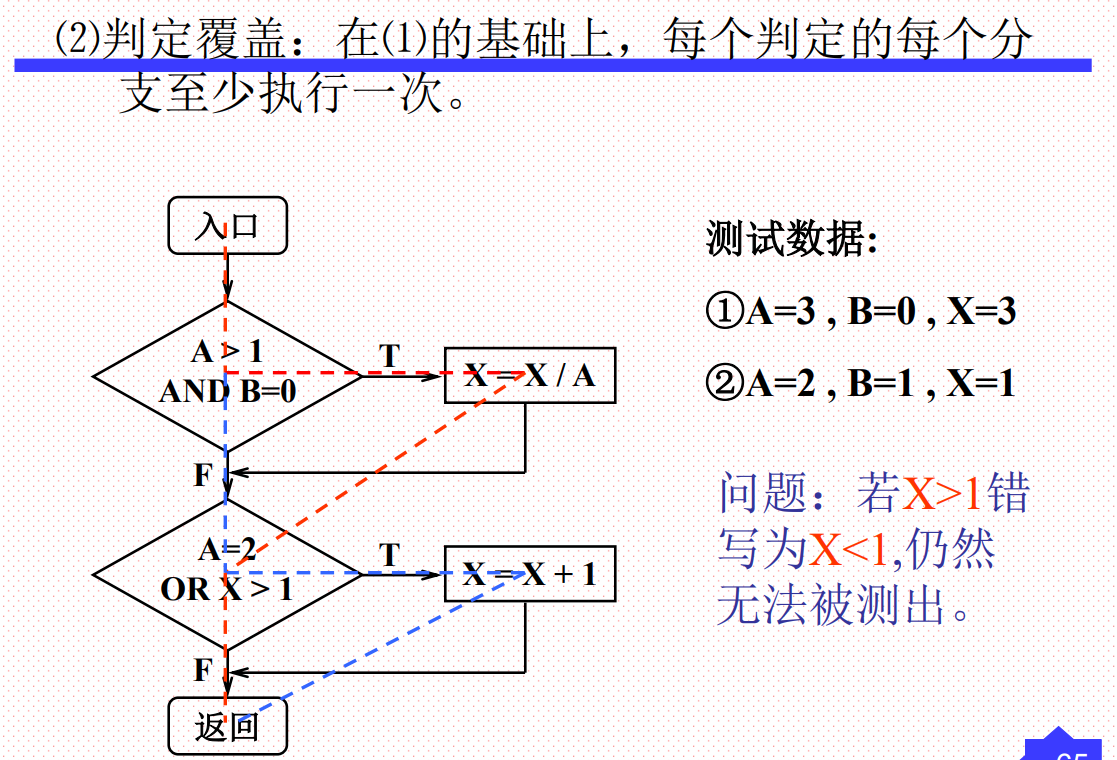 (2)判定覆盖：在(1)的基础上，每个判定的每个分
支至少执行一次。
入口
A > 1
AND B=0
T
X = X / A
F
A=2
OR X > 1
T
X = X + 1
F
返回
测试数据:
①A=3 , B=0 , X=3
②A=2 , B=1 , X=1
问题：若X>1错
写为X<1,仍然
无法被测出。